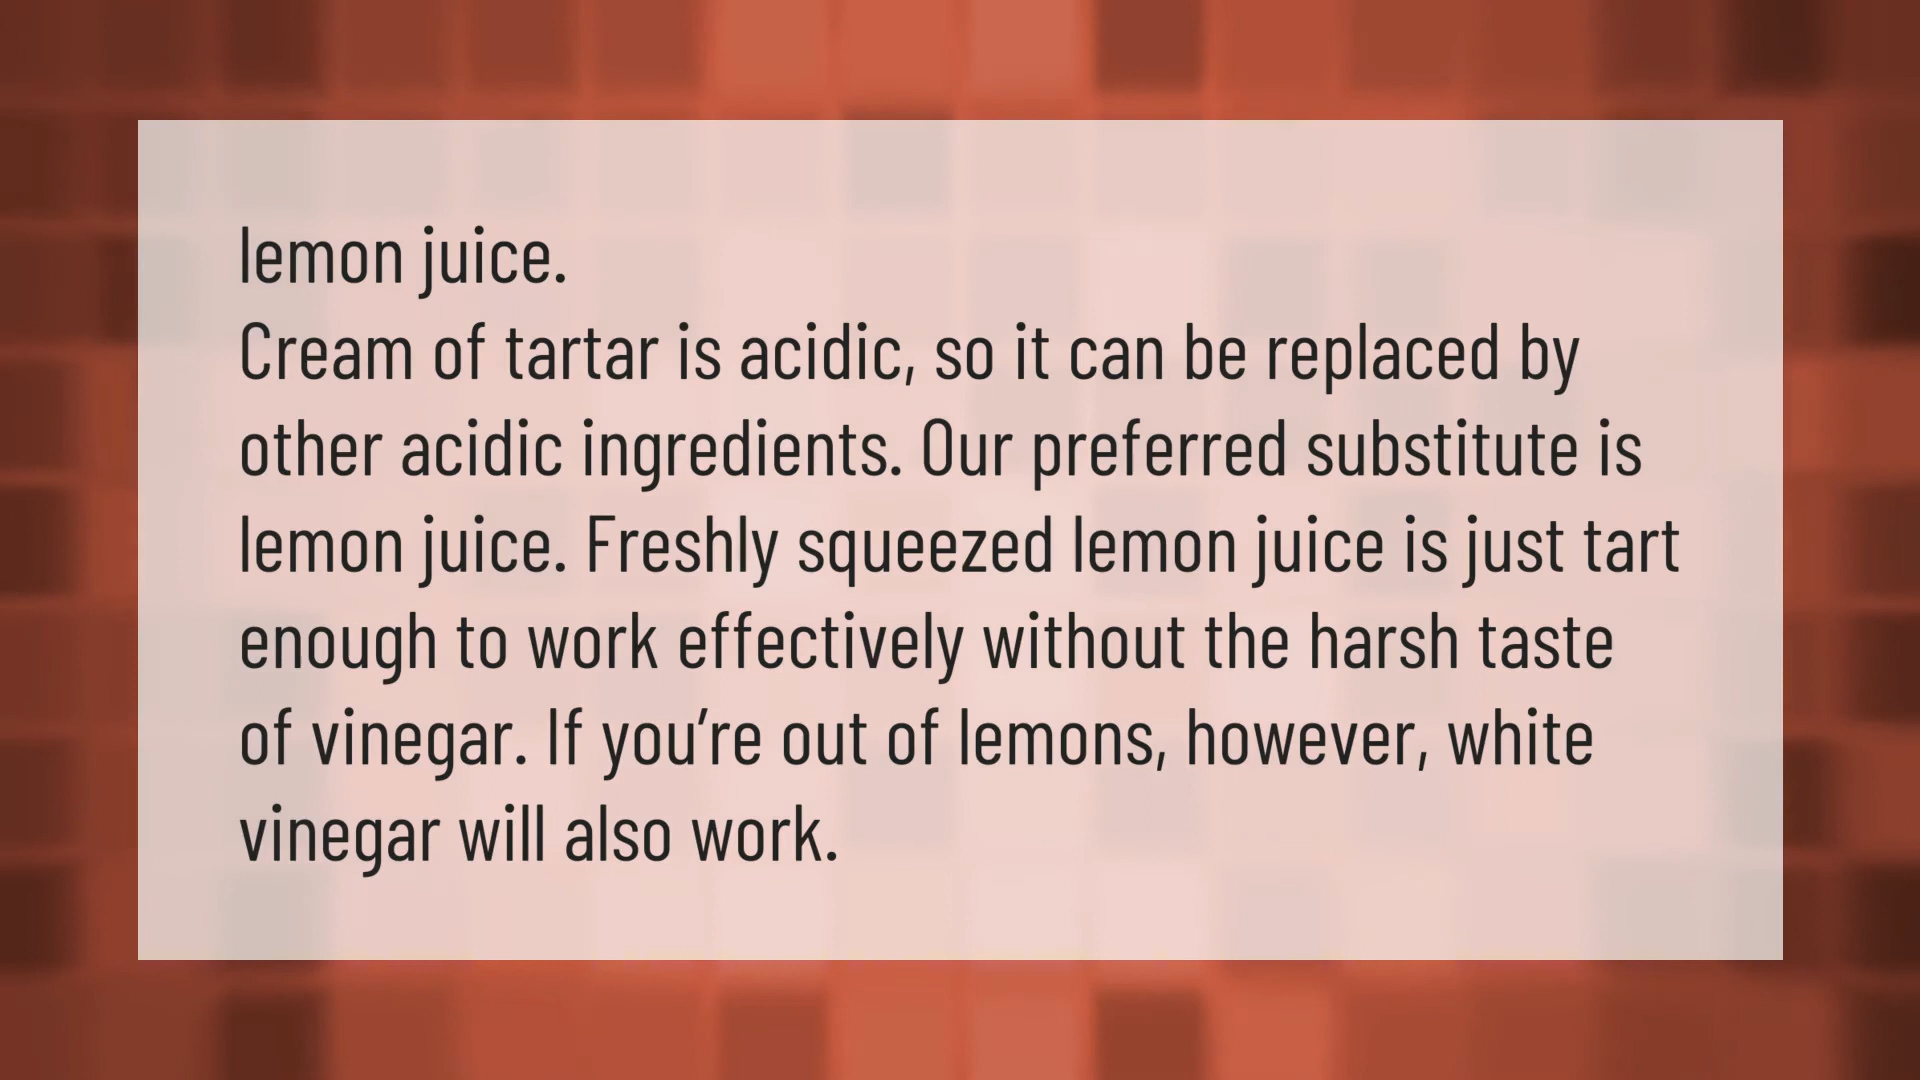 lemon juice.
Cream of tartar is acidic, so it can be replaced by
other acidic ingredients. Our preferred substitute is
lemon juice. Freshly squeezed lemon juice is just tart
enough to work effectively without the harsh taste
of vinegar. If you’re out of lemons, however, white
vinegar will also work.